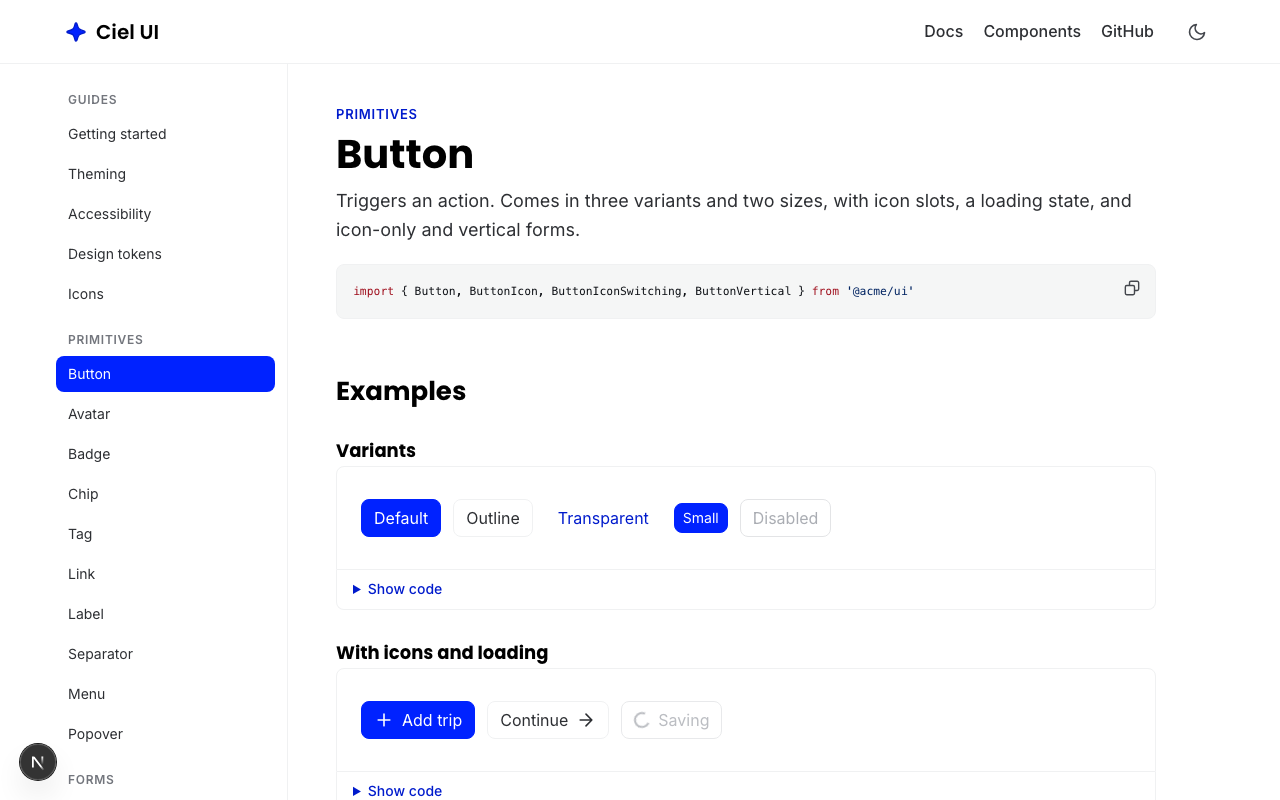 Ciel UI
Docs
Components
GitHub
GUIDES
Getting started
Theming
Accessibility
Design tokens
Icons
PRIMITIVES
Button
Avatar
Badge
Chip
Tag
Link
Label
Separator
Menu
Popover
FORMS
PRIMITIVES
Button
Triggers an action. Comes in three variants and two sizes, with icon slots, a loading state, and
icon-only and vertical forms.
import { Button, ButtonIcon, ButtonIconSwitching, ButtonVertical } from '@acme/ui'
Examples
Variants
Default
Outline
Transparent
Small
Disabled
Show code
With icons and loading
Add trip
Continue
Saving
Show code
N